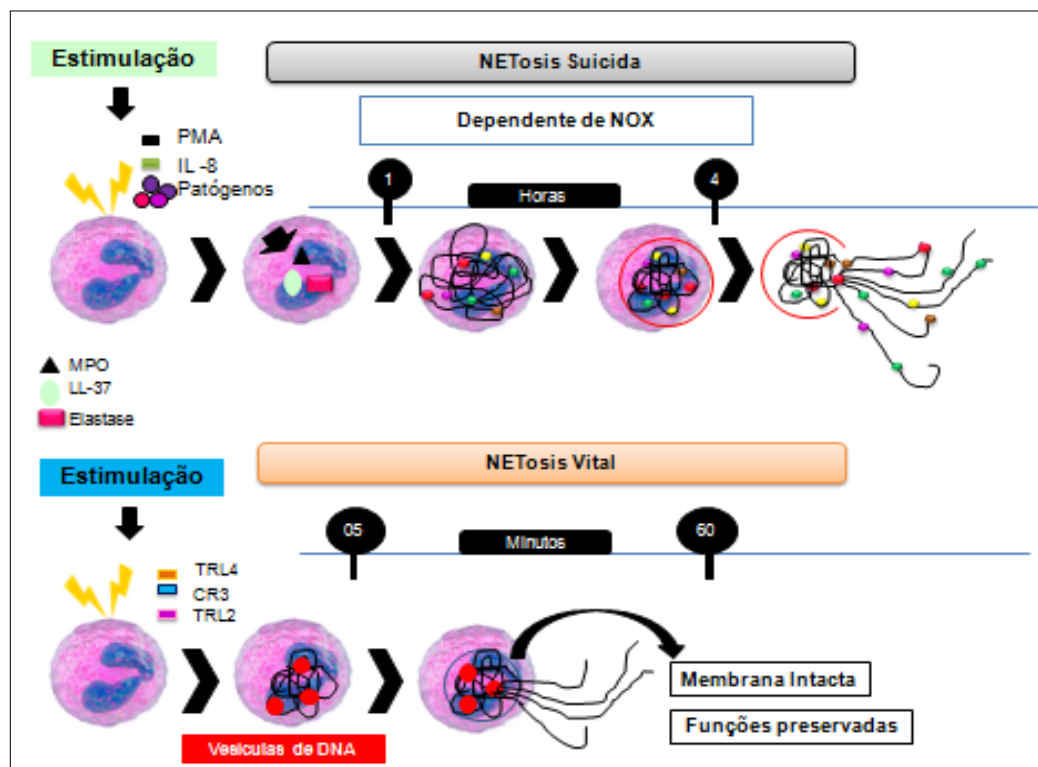 Estimulação
NETosis Suicida
Dependente de NOX
PMA
IL -8
Patógenos
1
Horas
4
MPO
LL-37
Elastase
Estimulação
NETosis Vital
05
Minutos
60
TRL4
CR3
TRL2
Membrana Intacta
Funções preservadas
Vesiculas de DNA